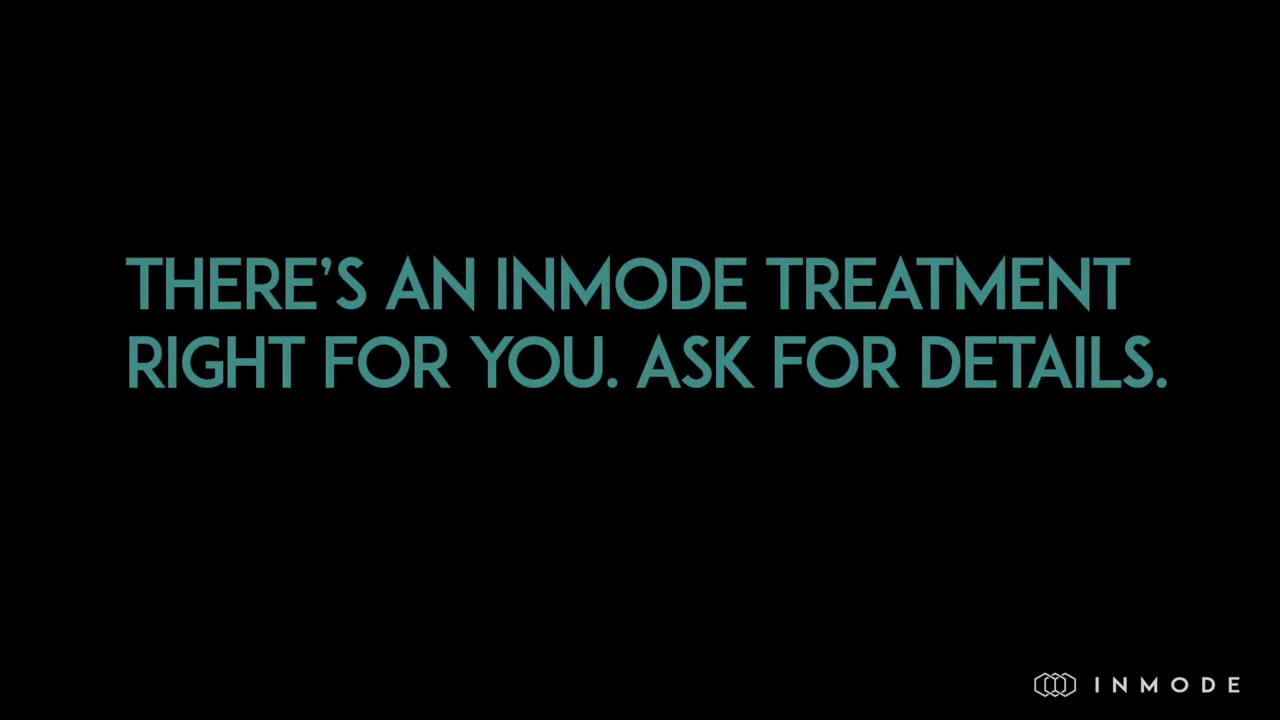 THERE’S AN INMODE TREATMENT
RIGHT FOR YOU. ASK FOR DETAILS.
INMODE